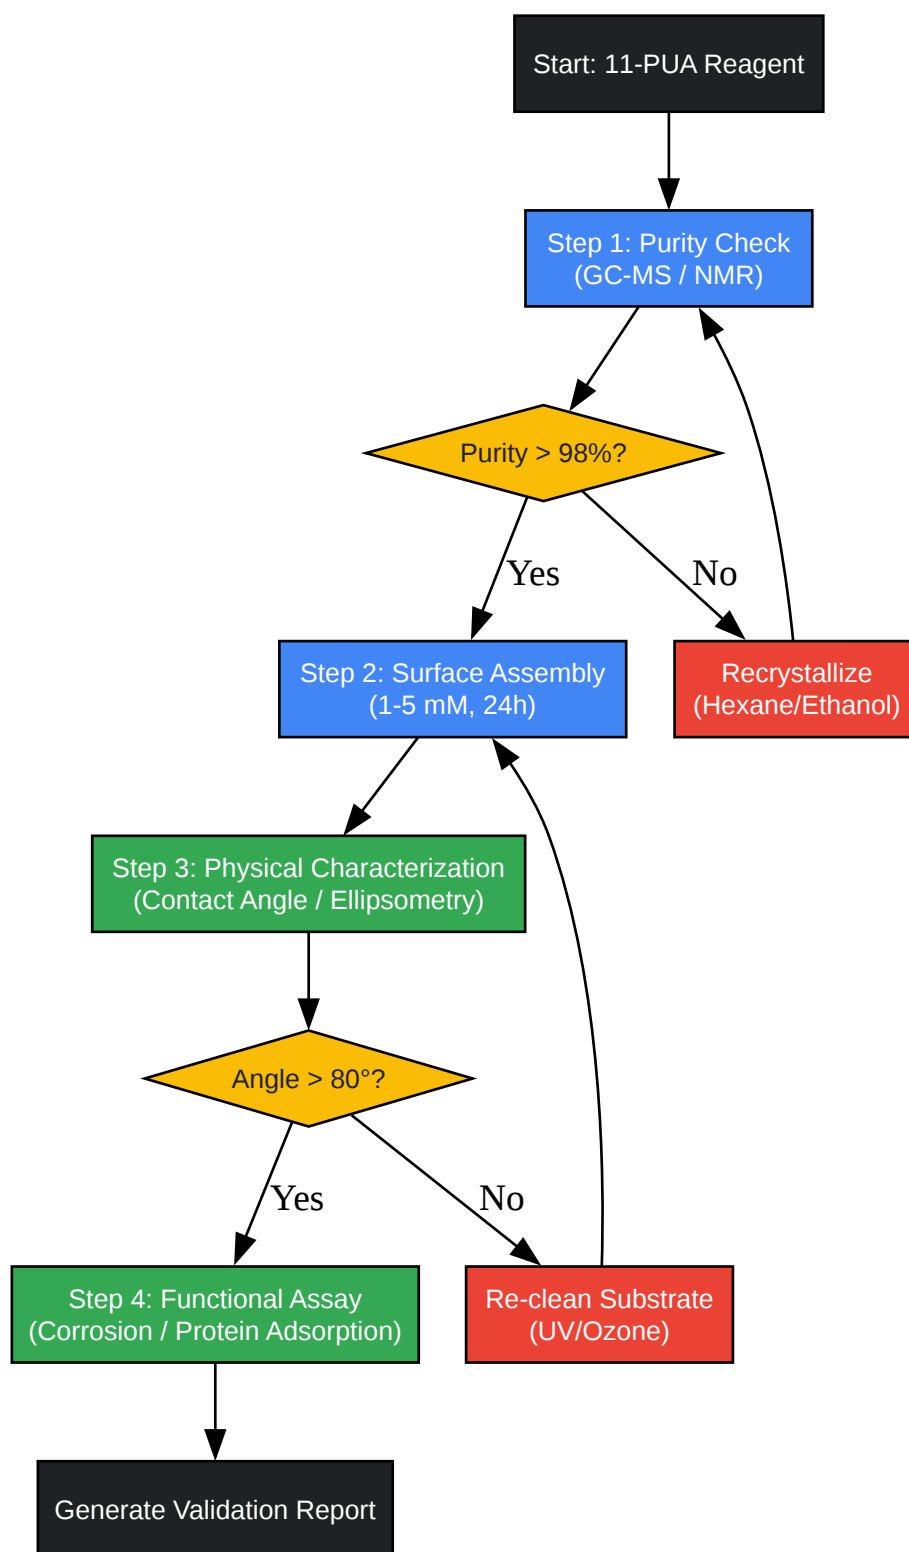 Start: 11-PUA Reagent
Step 1: Purity Check
(GC-MS / NMR)
Purity > 98%?
Yes
No
Step 2: Surface Assembly
(1-5 mM, 24h)
Recrystallize
(Hexane/Ethanol)
Step 3: Physical Characterization
(Contact Angle / Ellipsometry)
Angle > 80°?
Yes
No
Step 4: Functional Assay
(Corrosion / Protein Adsorption)
Re-clean Substrate
(UV/Ozone)
Generate Validation Report